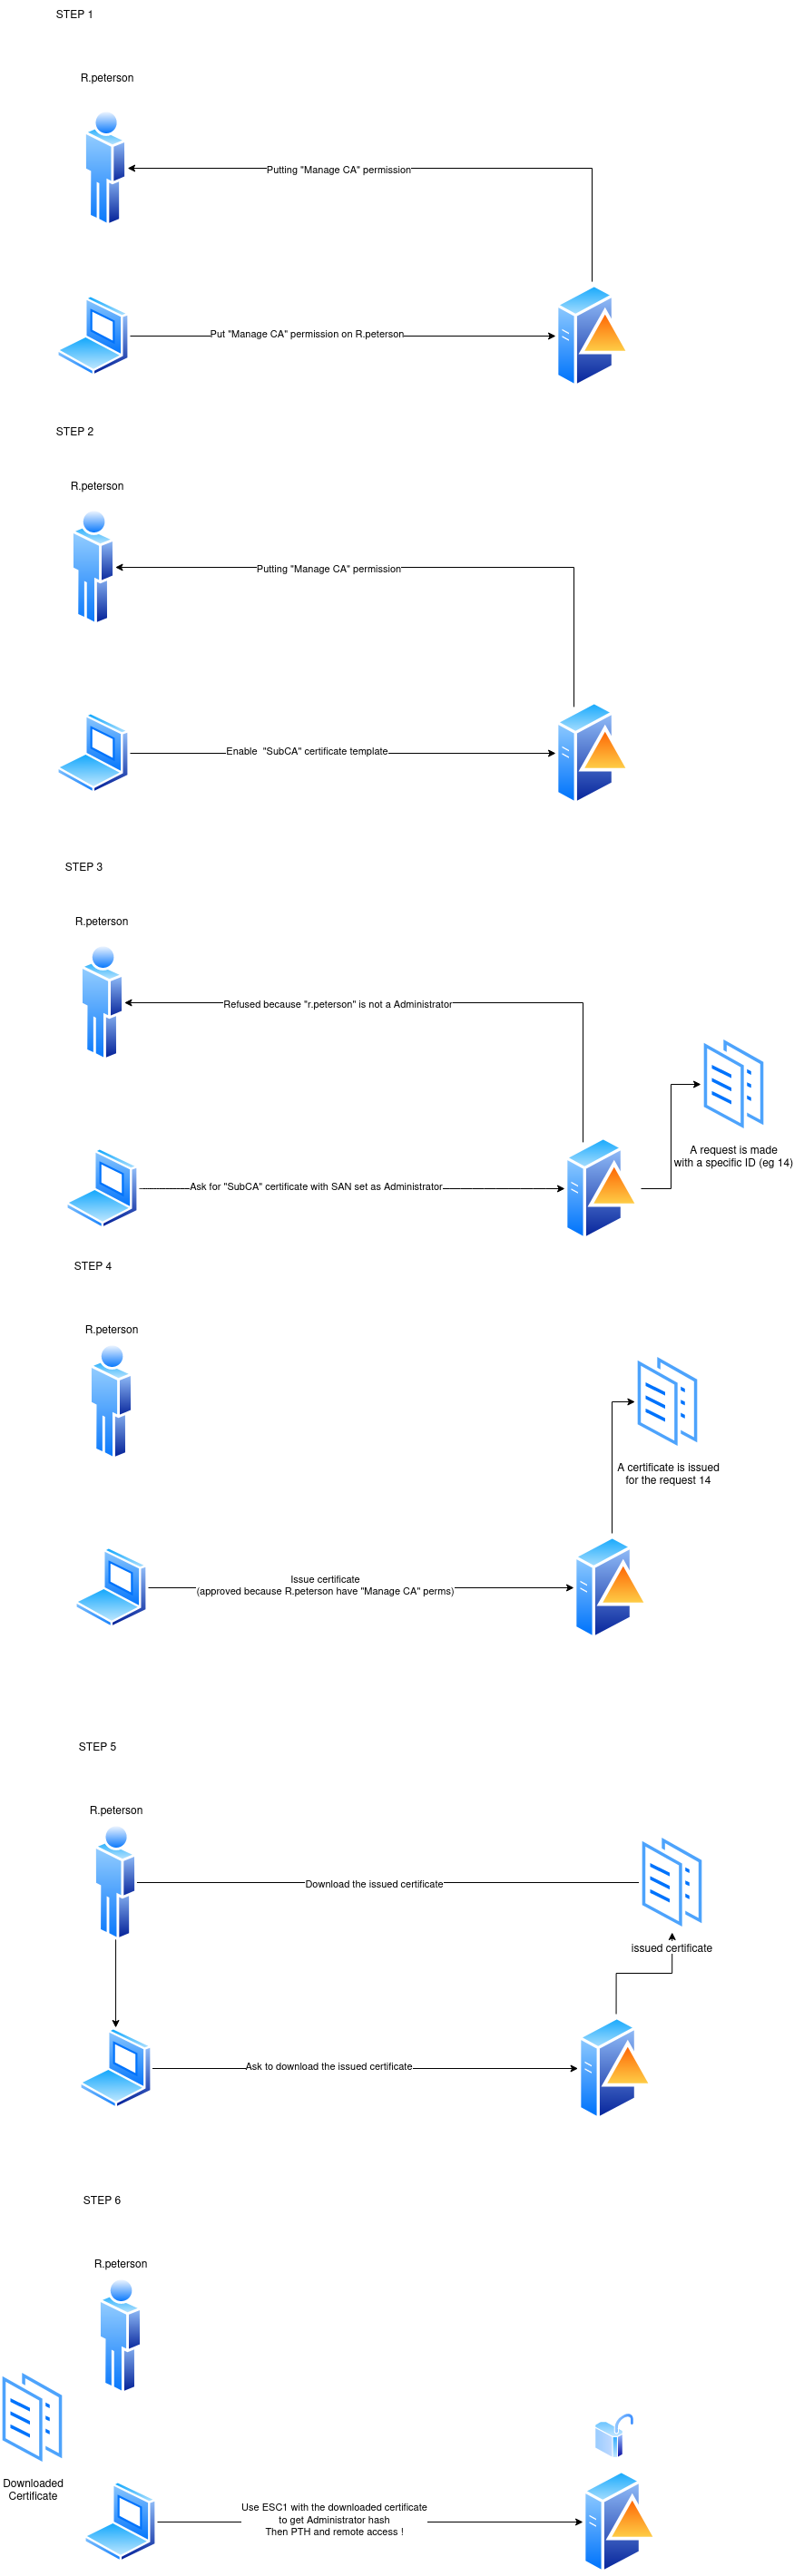 STEP 1
R.peterson
Putting "Manage CA" permission
Put "Manage CA" permission on R.peterson
STEP 2
R.peterson
Putting "Manage CA" permission
Enable "SubCA" certificate template
STEP 3
R.peterson
Refused because "r.peterson" is not a Administrator
A request is made
with a specific ID (eg 14)
Ask for "SubCA" certificate with SAN set as Administrator
STEP 4
R.peterson
A certificate is issued
for the request 14
Issue certificate
(approved because R.peterson have "Manage CA" perms)
STEP 5
R.peterson
Download the issued certificate
issued certificate
Ask to download the issued certificate
STEP 6
R.peterson
Downloaded
Certificate
Use ESC1 with the downloaded certificate
to get Administrator hash
Then PTH and remote access !